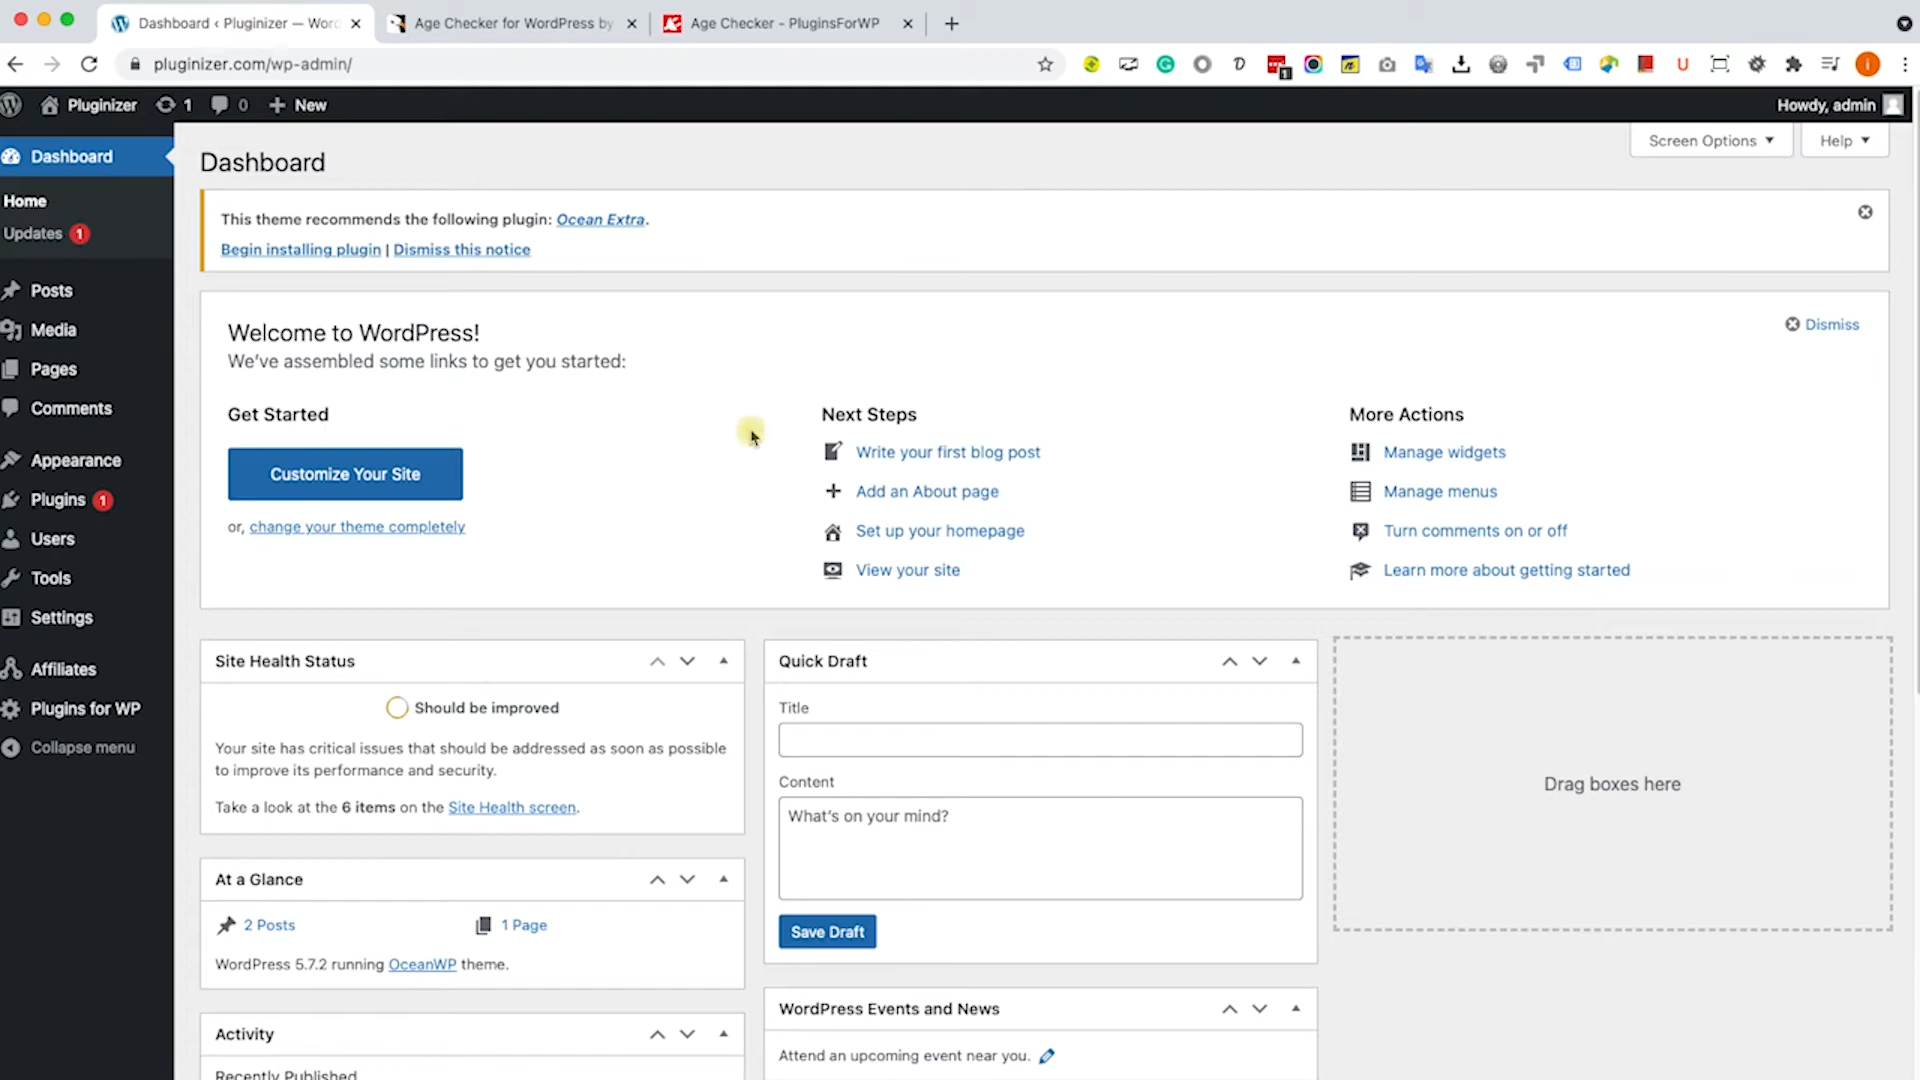 Dashboard ‹ Pluginizer — Word
Age Checker for WordPress by
Age Checker - PluginsForWP
pluginizer.com/wp-admin/
1
Pluginizer
1
0
New
Howdy, admin
Dashboard
Home
Updates 1
Posts
Media
Pages
Comments
Appearance
Plugins 1
Users
Tools
Settings
Affiliates
Plugins for WP
Collapse menu
Dashboard
Screen Options
Help
This theme recommends the following plugin: Ocean Extra.
Begin installing plugin | Dismiss this notice
Welcome to WordPress!
We've assembled some links to get you started:
Dismiss
Get Started
Customize Your Site
or, change your theme completely
Next Steps
Write your first blog post
Add an About page
Set up your homepage
View your site
More Actions
Manage widgets
Manage menus
Turn comments on or off
Learn more about getting started
Site Health Status
Should be improved
Your site has critical issues that should be addressed as soon as possible
to improve its performance and security.
Take a look at the 6 items on the Site Health screen.
At a Glance
2 Posts
1 Page
WordPress 5.7.2 running OceanWP theme.
Activity
Recently Published
Quick Draft
Title
Content
What's on your mind?
Save Draft
WordPress Events and News
Attend an upcoming event near you.
Drag boxes here